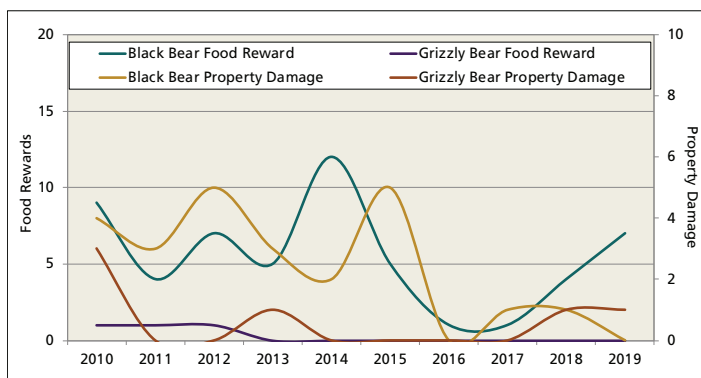 Black Bear Food Reward
Grizzly Bear Food Reward
Black Bear Property Damage
Grizzly Bear Property Damage
20
15
10
5
0
Food Rewards
10
8
6
4
2
0
Property Damage
2010 2011 2012 2013 2014 2015 2016 2017 2018 2019